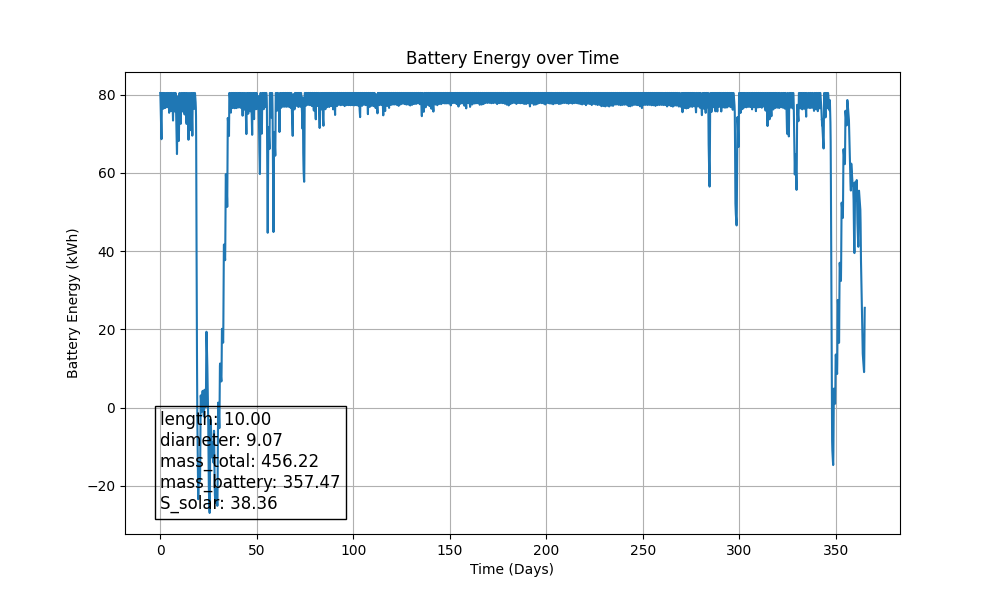 Battery Energy over Time
Battery Energy (kWh)
80
60
40
20
0
−20
length: 10.00
diameter: 9.07
mass_total: 456.22
mass_battery: 357.47
S_solar: 38.36
0 50 100 150 200 250 300 350
Time (Days)